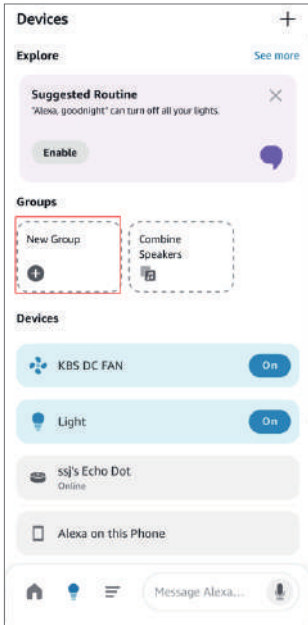 Devices
Explore
See more
Suggested Routine
"Alexa, goodnight" can turn off all your lights.
Enable
Groups
New Group
Combine
Speakers
Devices
KBS DC FAN
On
Light
On
ssj's Echo Dot
Online
Alexa on this Phone
Message Alexa...